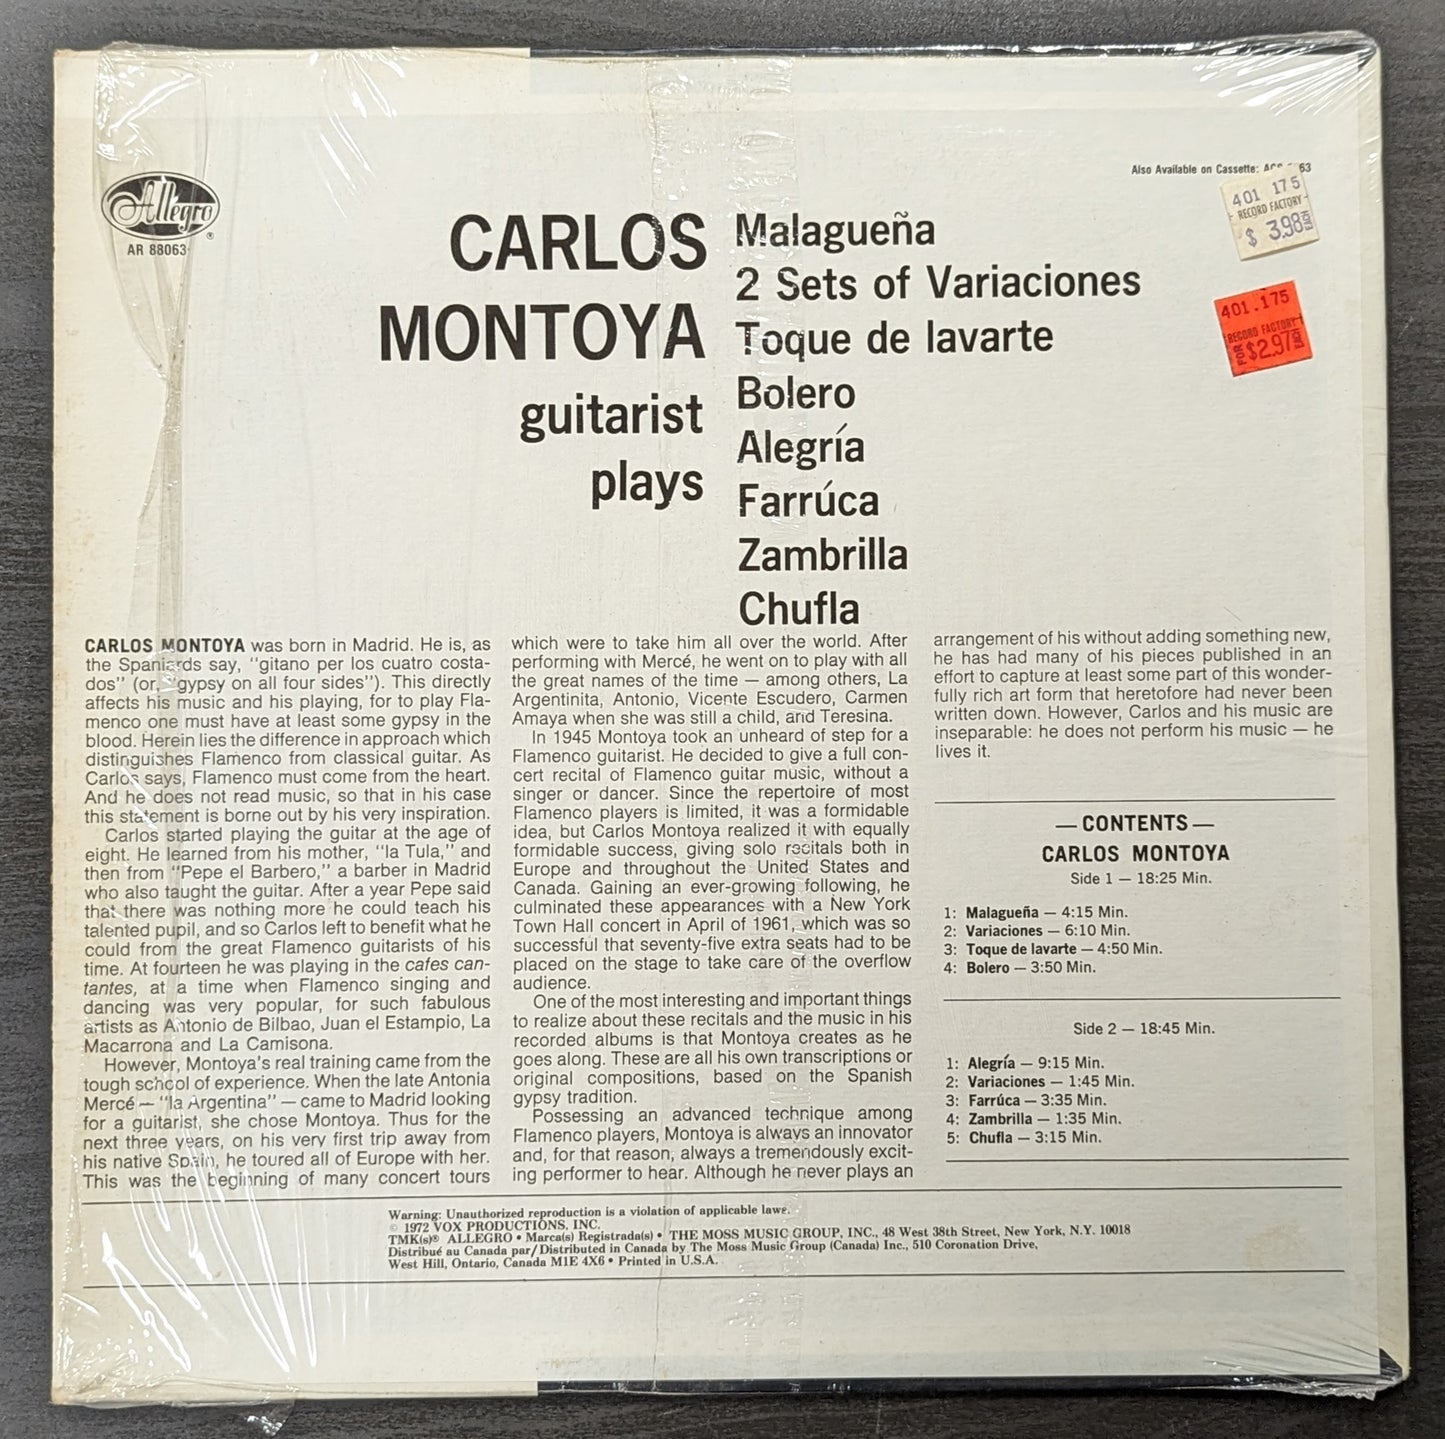 Also Available on Cassette:
Allegro
®
AR 88063
401 175
RECORD FACTORY
$ 3.98
401.175
RECORD FACTORY
$2.97
CARLOS
MONTOYA
guitarist
plays
Malagueña
2 Sets of Variaciones
Toque de lavarte
Bolero
Alegría
Farrúca
Zambrilla
Chufla
CARLOS MONTOYA was born in Madrid. He is, as
the Spaniards say, "gitano per los cuatro costa-
dos" (or, "gypsy on all four sides"). This directly
affects his music and his playing, for to play Fla-
menco one must have at least some gypsy in the
blood. Herein lies the difference in approach which
distinguishes Flamenco from classical guitar. As
Carlos says, Flamenco must come from the heart.
And he does not read music, so that in his case
this statement is borne out by his very inspiration.
Carlos started playing the guitar at the age of
eight. He learned from his mother, "la Tula," and
then from "Pepe el Barbero," a barber in Madrid
who also taught the guitar. After a year Pepe said
that there was nothing more he could teach his
talented pupil, and so Carlos left to benefit what he
could from the great Flamenco guitarists of his
time. At fourteen he was playing in the cafes can-
tantes, at a time when Flamenco singing and
dancing was very popular, for such fabulous
artists as Antonio de Bilbao, Juan el Estampio, La
Macarrona and La Camisona.
However, Montoya's real training came from the
tough school of experience. When the late Antonia
Mercé — "la Argentina" — came to Madrid looking
for a guitarist, she chose Montoya. Thus for the
next three years, on his very first trip away from
his native Spain, he toured all of Europe with her.
This was the beginning of many concert tours
which were to take him all over the world. After
performing with Mercé, he went on to play with all
the great names of the time — among others, La
Argentinita, Antonio, Vicente Escudero, Carmen
Amaya when she was still a child, and Teresina.
In 1945 Montoya took an unheard of step for a
Flamenco guitarist. He decided to give a full con-
cert recital of Flamenco guitar music, without a
singer or dancer. Since the repertoire of most
Flamenco players is limited, it was a formidable
idea, but Carlos Montoya realized it with equally
formidable success, giving solo recitals both in
Europe and throughout the United States and
Canada. Gaining an ever-growing following, he
culminated these appearances with a New York
Town Hall concert in April of 1961, which was so
successful that seventy-five extra seats had to be
placed on the stage to take care of the overflow
audience.
One of the most interesting and important things
to realize about these recitals and the music in his
recorded albums is that Montoya creates as he
goes along. These are all his own transcriptions or
original compositions, based on the Spanish
gypsy tradition.
Possessing an advanced technique among
Flamenco players, Montoya is always an innovator
and, for that reason, always a tremendously excit-
ing performer to hear. Although he never plays an
arrangement of his without adding something new,
he has had many of his pieces published in an
effort to capture at least some part of this wonder-
fully rich art form that heretofore had never been
written down. However, Carlos and his music are
inseparable: he does not perform his music — he
lives it.
— CONTENTS —
CARLOS MONTOYA
Side 1 — 18:25 Min.
1: Malagueña — 4:15 Min.
2: Variaciones — 6:10 Min.
3: Toque de lavarte — 4:50 Min.
4: Bolero — 3:50 Min.
Side 2 — 18:45 Min.
1: Alegría — 9:15 Min.
2: Variaciones — 1:45 Min.
3: Farrúca — 3:35 Min.
4: Zambrilla — 1:35 Min.
5: Chufla — 3:15 Min.
Warning: Unauthorized reproduction is a violation of applicable laws.
© 1972 VOX PRODUCTIONS, INC.
TMK(s)® ALLEGRO • Marca(s) Registrada(s) • THE MOSS MUSIC GROUP, INC., 48 West 38th Street, New York, N.Y. 10018
Distribué au Canada par/Distributed in Canada by The Moss Music Group (Canada) Inc., 510 Coronation Drive,
West Hill, Ontario, Canada M1E 4X6 • Printed in U.S.A.